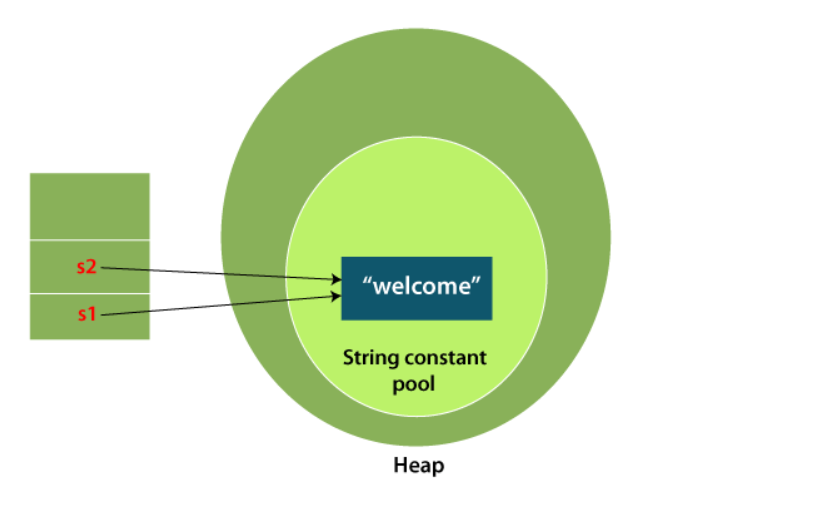 s2
s1
“welcome”
String constant
pool
Heap